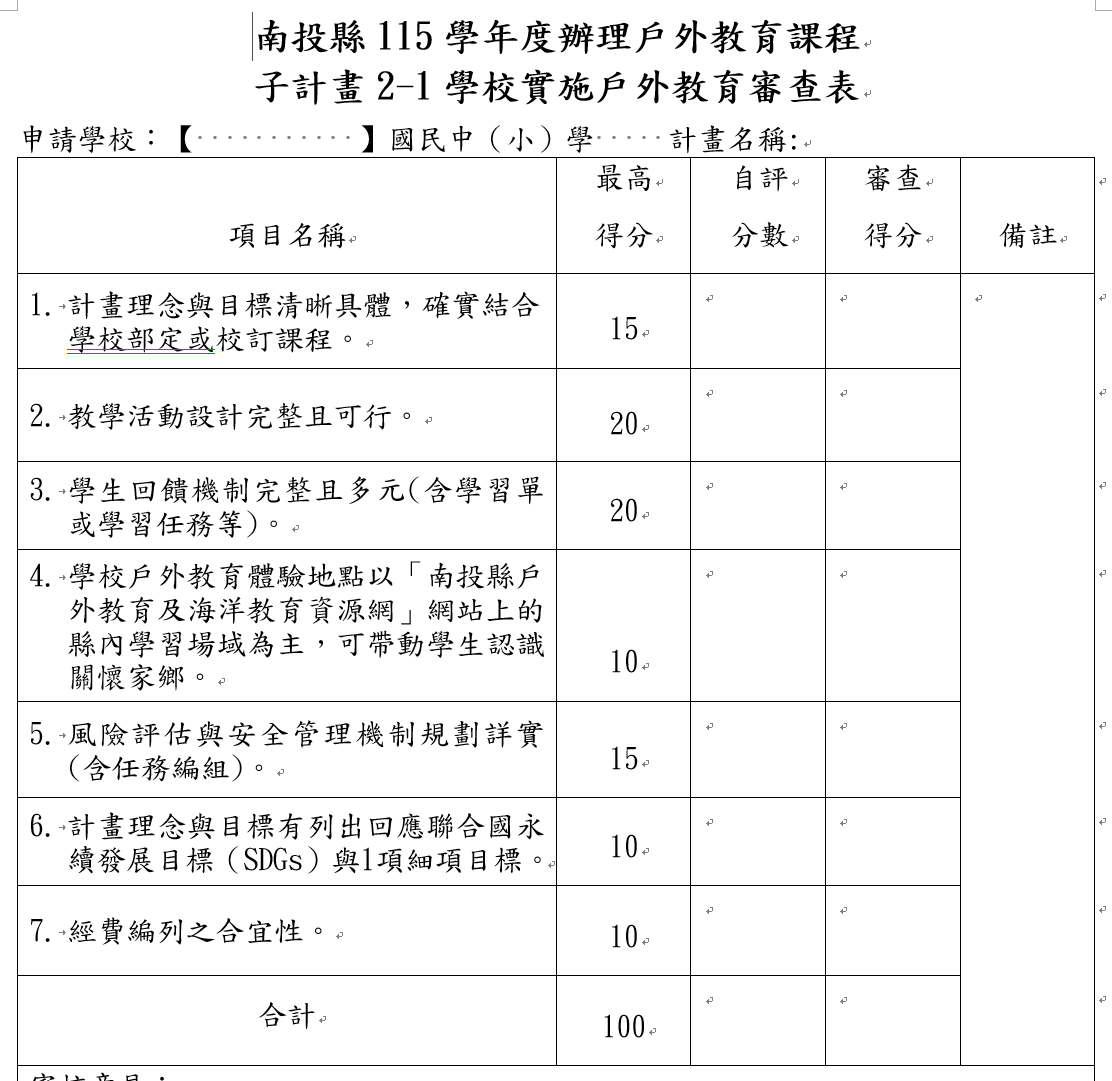 南投縣 115 學年度辦理戶外教育課程
子計畫 2-1 學校實施戶外教育審查表
申請學校：【　　　　　】國民中（小）學　　計畫名稱:
項目名稱
最高
得分
自評
分數
審查
得分
備註
1. 計畫理念與目標清晰具體，確實結合
學校部定或校訂課程。
15
2. 教學活動設計完整且可行。
20
3. 學生回饋機制完整且多元(含學習單
或學習任務等)。
20
4. 學校戶外教育體驗地點以「南投縣戶
外教育及海洋教育資源網」網站上的
縣內學習場域為主，可帶動學生認識
關懷家鄉。
10
5. 風險評估與安全管理機制規劃詳實
(含任務編組)。
15
6. 計畫理念與目標有列出回應聯合國永
續發展目標（SDGs）與1項細項目標。
10
7. 經費編列之合宜性。
10
合計
100